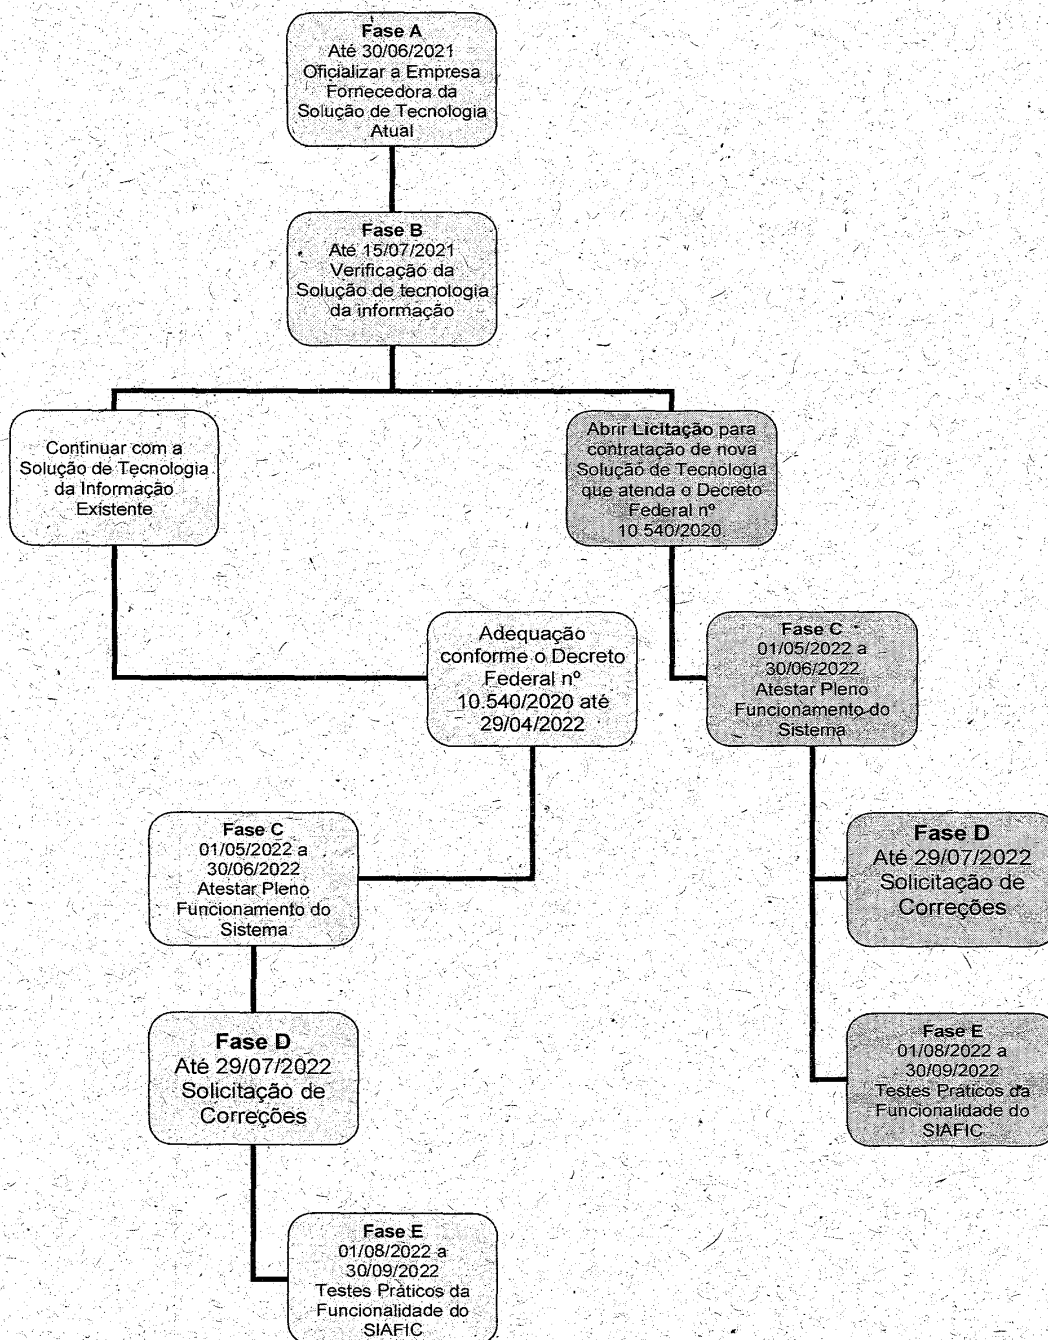 Fase A
Até 30/06/2021
Oficializar a Empresa
Fornecedora da
Solução de Tecnologia
Atual
Fase B
Até 15/07/2021
Verificação da
Solução de tecnologia
da informação
Continuar com a
Solução de Tecnologia
da Informação
Existente
Abrir Licitação para
contratação de nova
Solução de Tecnologia
que atenda o Decreto
Federal nº
10.540/2020.
Adequação
conforme o Decreto
Federal nº
10.540/2020 até
29/04/2022
Fase C
01/05/2022 a
30/06/2022
Atestar Pleno
Funcionamento do
Sistema
Fase C
01/05/2022 a
30/06/2022
Atestar Pleno
Funcionamento do
Sistema
Fase D
Até 29/07/2022
Solicitação de
Correções
Fase D
Até 29/07/2022
Solicitação de
Correções
Fase E
01/08/2022 a
30/09/2022
Testes Práticos da
Funcionalidade do
SIAFIC
Fase E
01/08/2022 a
30/09/2022
Testes Práticos da
Funcionalidade do
SIAFIC